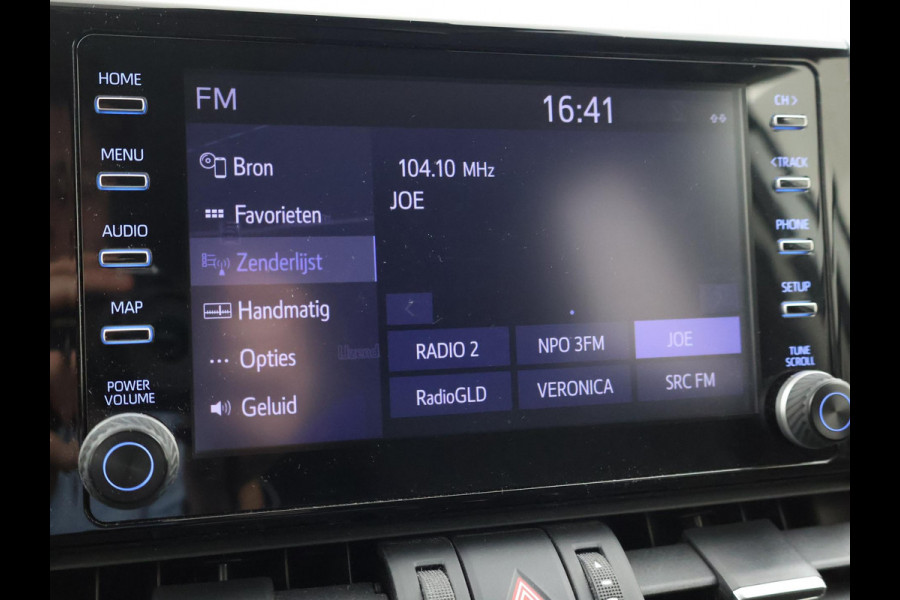 HOME
MENU
AUDIO
MAP
POWER
VOLUME
FM
16:41
Bron
Favorieten
Zenderlijst
Handmatig
Opties
Geluid
104.10 MHz
JOE
<
RADIO 2
NPO 3FM
JOE
RadioGLD
VERONICA
SRC FM
CH >
< TRACK
PHONE
SETUP
TUNE
SCROLL